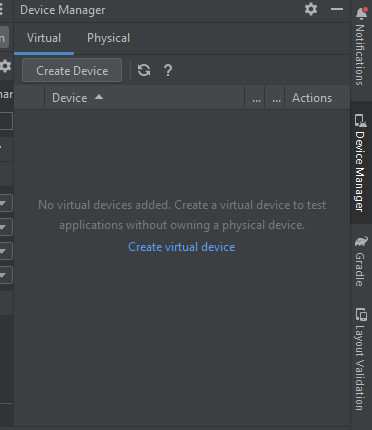 Device Manager
Virtual
Physical
Create Device
?
Device
...
...
Actions
No virtual devices added. Create a virtual device to test
applications without owning a physical device.
Create virtual device
Notifications
Device Manager
Gradle
Layout Validation